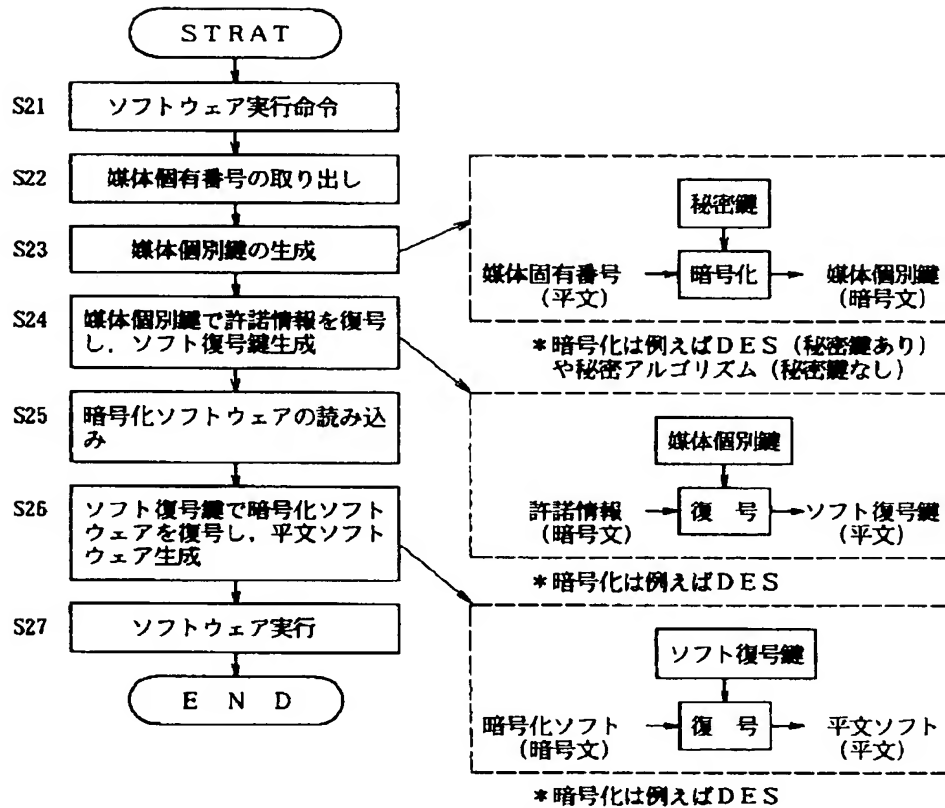 STRAT
S21
ソフトウェア実行命令
S22
媒体個有番号の取り出し
S23
媒体個別鍵の生成
S24
媒体個別鍵で許諾情報を復号
し,ソフト復号鍵生成
S25
暗号化ソフトウェアの読み込
み
S26
ソフト復号鍵で暗号化ソフト
ウェアを復号し,平文ソフト
ウェア生成
S27
ソフトウェア実行
END
秘密鍵
媒体固有番号
(平文)
暗号化
媒体個別鍵
(暗号文)
*暗号化は例えばDES(秘密鍵あり)
や秘密アルゴリズム(秘密鍵なし)
媒体個別鍵
許諾情報
(暗号文)
復 号
ソフト復号鍵
(平文)
*暗号化は例えばDES
ソフト復号鍵
暗号化ソフト
(暗号文)
復 号
平文ソフト
(平文)
*暗号化は例えばDES